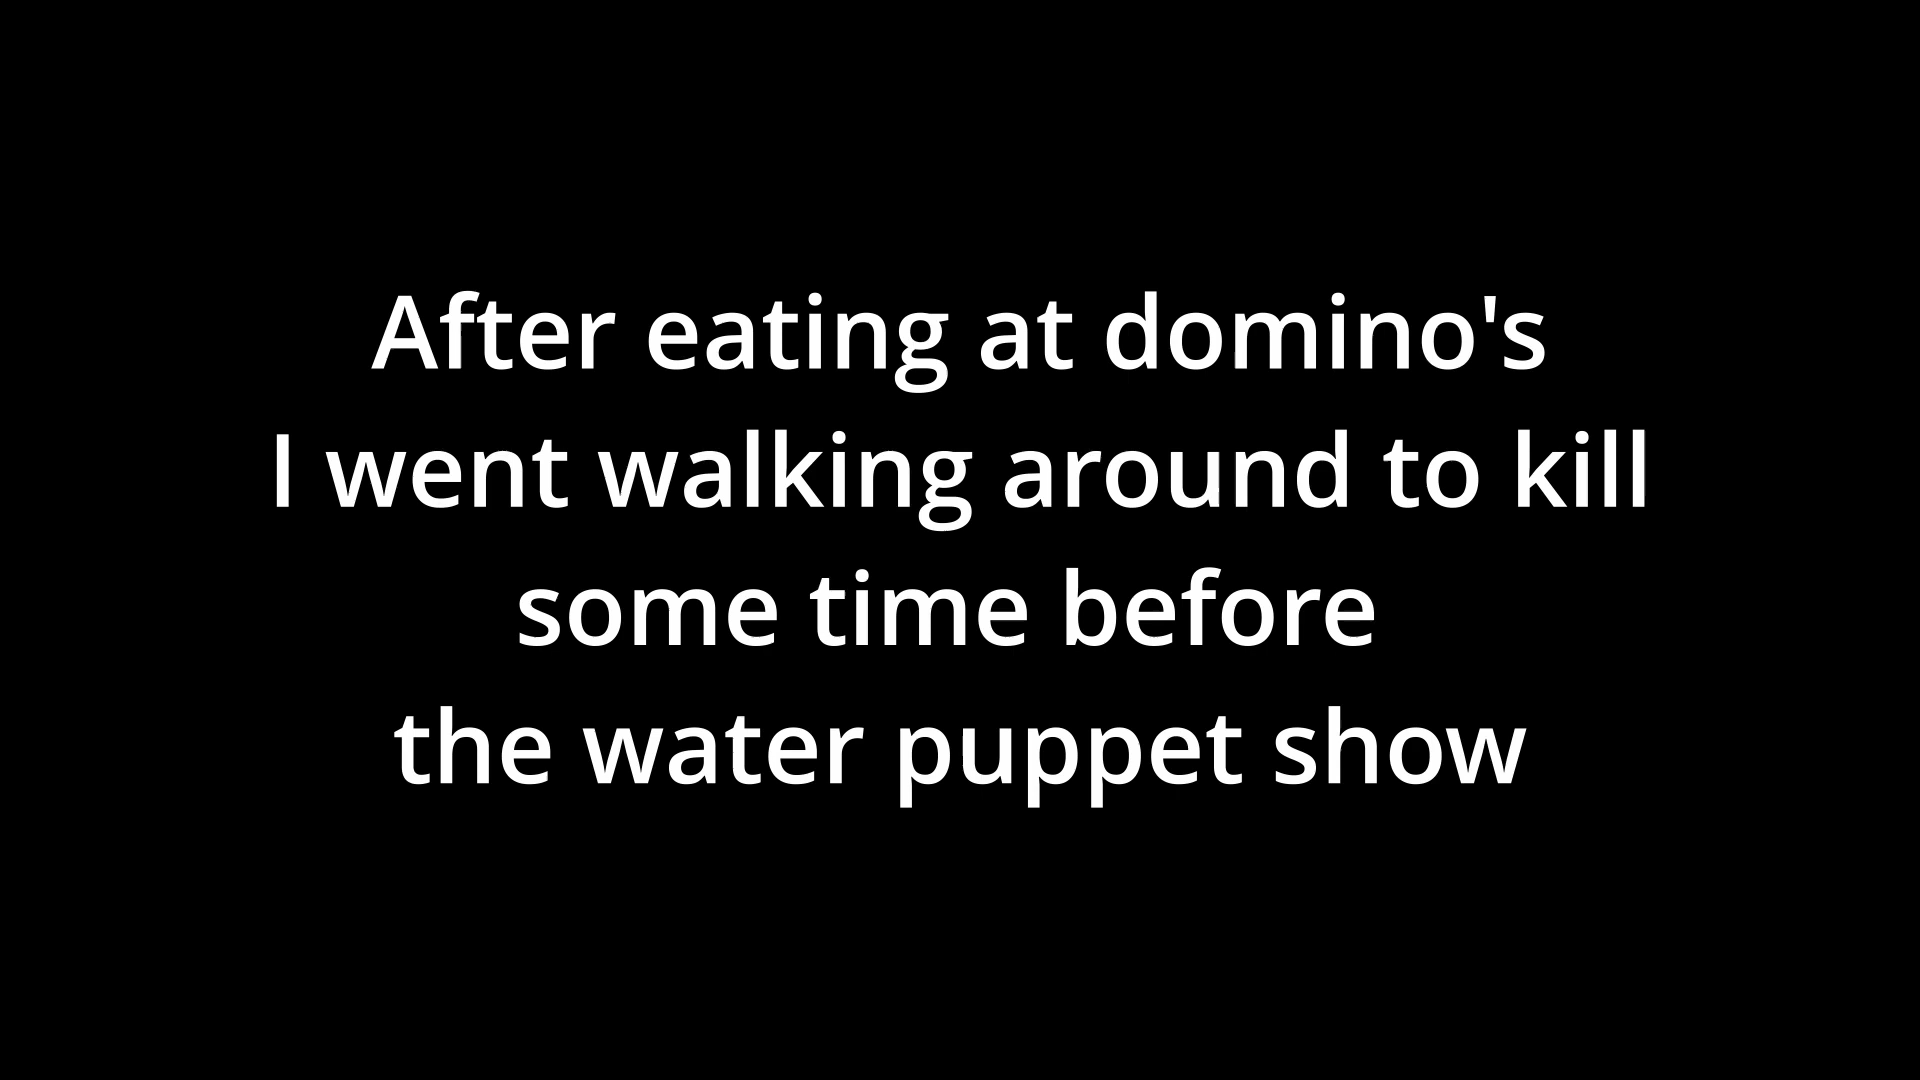 After eating at domino's
I went walking around to kill
some time before
the water puppet show